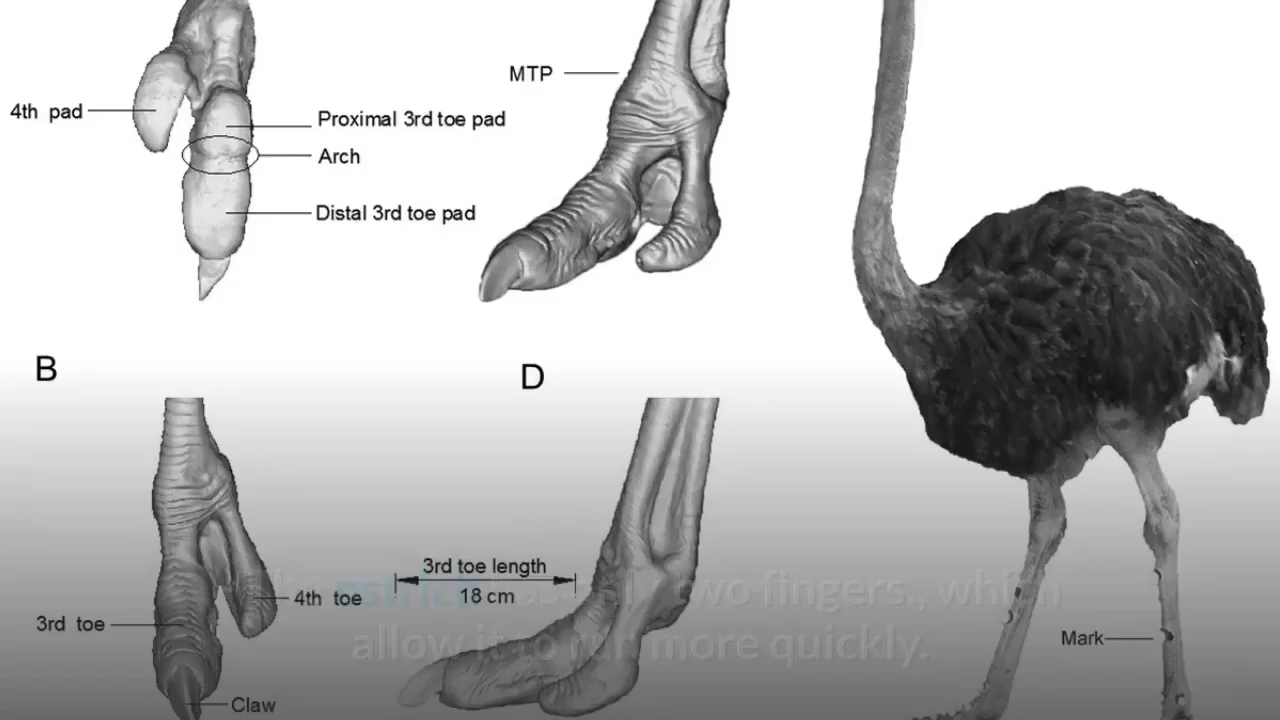 MTP
4th pad
Proximal 3rd toe pad
Arch
Distal 3rd toe pad
B
D
3rd toe length
18 cm
4th toe
3rd toe
Mark
Claw
ostrich two fingers., which
allow it to run more quickly.